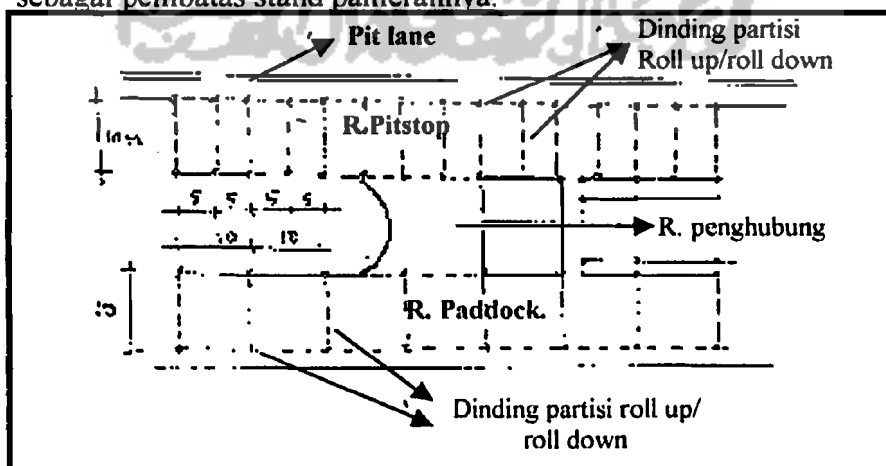 sebagai pembatas stand pamerannya.
Pit lane
Dinding partisi
Roll up/roll down
R.Pitstop
5 5 5 5
10 10
R. penghubung
R. Paddock.
Dinding partisi roll up/
roll down